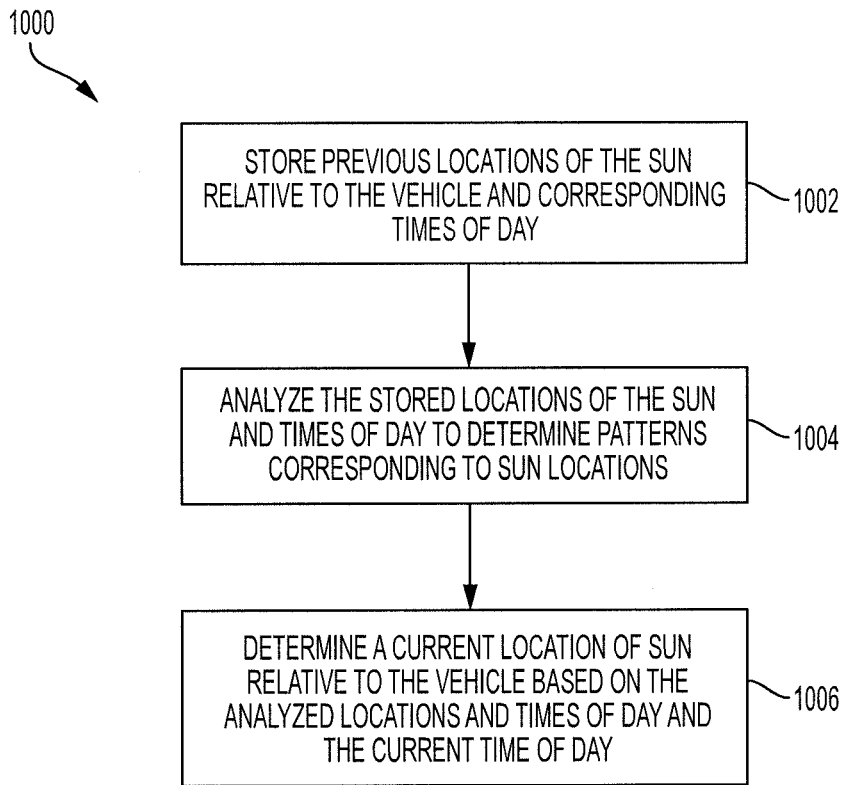 1000
STORE PREVIOUS LOCATIONS OF THE SUN
RELATIVE TO THE VEHICLE AND CORRESPONDING
TIMES OF DAY
1002
ANALYZE THE STORED LOCATIONS OF THE SUN
AND TIMES OF DAY TO DETERMINE PATTERNS
CORRESPONDING TO SUN LOCATIONS
1004
DETERMINE A CURRENT LOCATION OF SUN
RELATIVE TO THE VEHICLE BASED ON THE
ANALYZED LOCATIONS AND TIMES OF DAY AND
THE CURRENT TIME OF DAY
1006